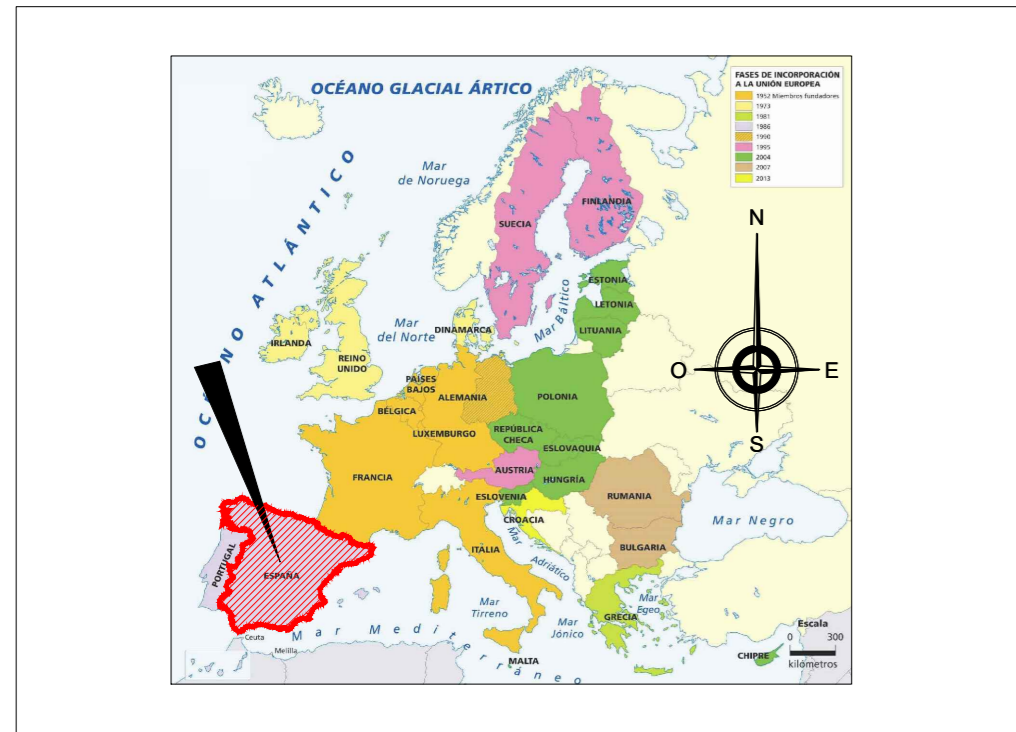 OCÉANO GLACIAL ÁRTICO
FASES DE INCORPORACIÓN
A LA UNIÓN EUROPEA
1952 Miembros fundadores
1973
1981
1986
1990
1995
2004
2007
2013
OCÉANO ATLÁNTICO
Mar
de Noruega
FINLANDIA
SUECIA
N
ESTONIA
LETONIA
Mar Báltico
LITUANIA
Mar
del Norte
DINAMARCA
IRLANDA
REINO
UNIDO
O
E
PAÍSES
BAJOS
ALEMANIA
POLONIA
BÉLGICA
LUXEMBURGO
REPÚBLICA
CHECA
ESLOVAQUIA
S
AUSTRIA
FRANCIA
HUNGRÍA
ESLOVENIA
RUMANIA
CROACIA
Mar Negro
ITALIA
BULGARIA
Mar
Adriático
PORTUGAL
ESPAÑA
Mar
Tirreno
Mar
Jónico
Mar
Egeo
GRECIA
Escala
0 300
kilómetros
Ceuta
Melilla
Mar Mediterráneo
MALTA
CHIPRE